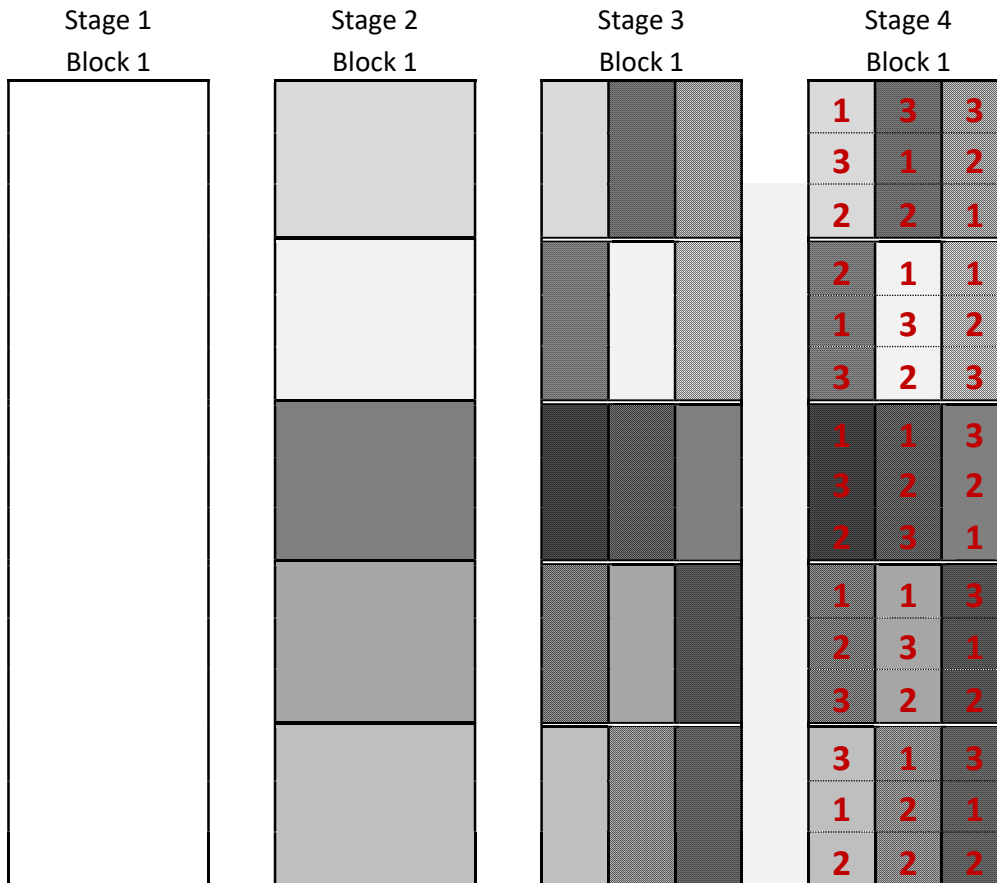 Stage 1 Stage 2 Stage 3 Stage 4
Block 1 Block 1 Block 1 Block 1
1 3 3
3 1 2
2 2 1
2 1 1
1 3 2
3 2 3
1 1 3
3 2 2
2 3 1
1 1 3
2 3 1
3 2 2
3 1 3
1 2 1
2 2 2